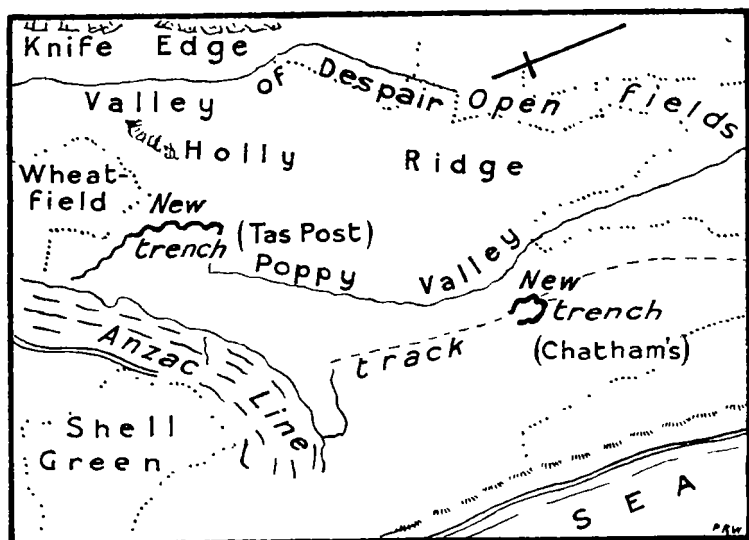 Knife Edge
Valley of Despair Open Fields
Holly Ridge
Wheat-
field
New
trench (Tas Post)
Poppy Valley
New
trench
(Chatham's)
track
Anzac Line
Shell
Green
SEA
PRW